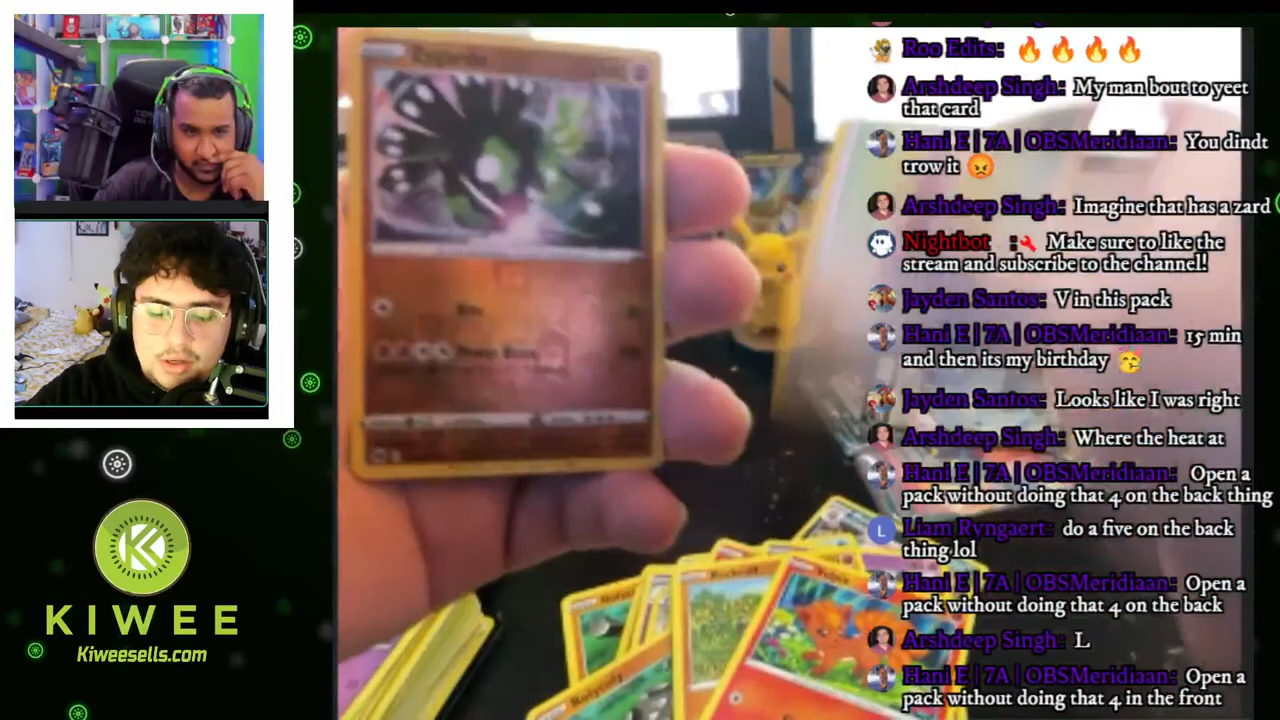 Roo Edits: 🔥 🔥 🔥 🔥
Arshdeep Singh: My man bout to yeet
that card
Hani E | 7A | OBSMeridiaan: You dindt
trow it 😡
Arshdeep Singh: Imagine that has a zard
Nightbot 🔧: Make sure to like the
stream and subscribe to the channel!
Jayden Santos: V in this pack
Hani E | 7A | OBSMeridiaan: 15 min
and then its my birthday 🥳
Jayden Santos: Looks like I was right
Arshdeep Singh: Where the heat at
Hani E | 7A | OBSMeridiaan: Open a
pack without doing that 4 on the back thing
L Liam Ryngaert: do a five on the back
thing lol
Hani E | 7A | OBSMeridiaan: Open a
pack without doing that 4 on the back
Arshdeep Singh: L
Hani E | 7A | OBSMeridiaan: Open a
pack without doing that 4 in the front
K
KIWEE
Kiweesells.com